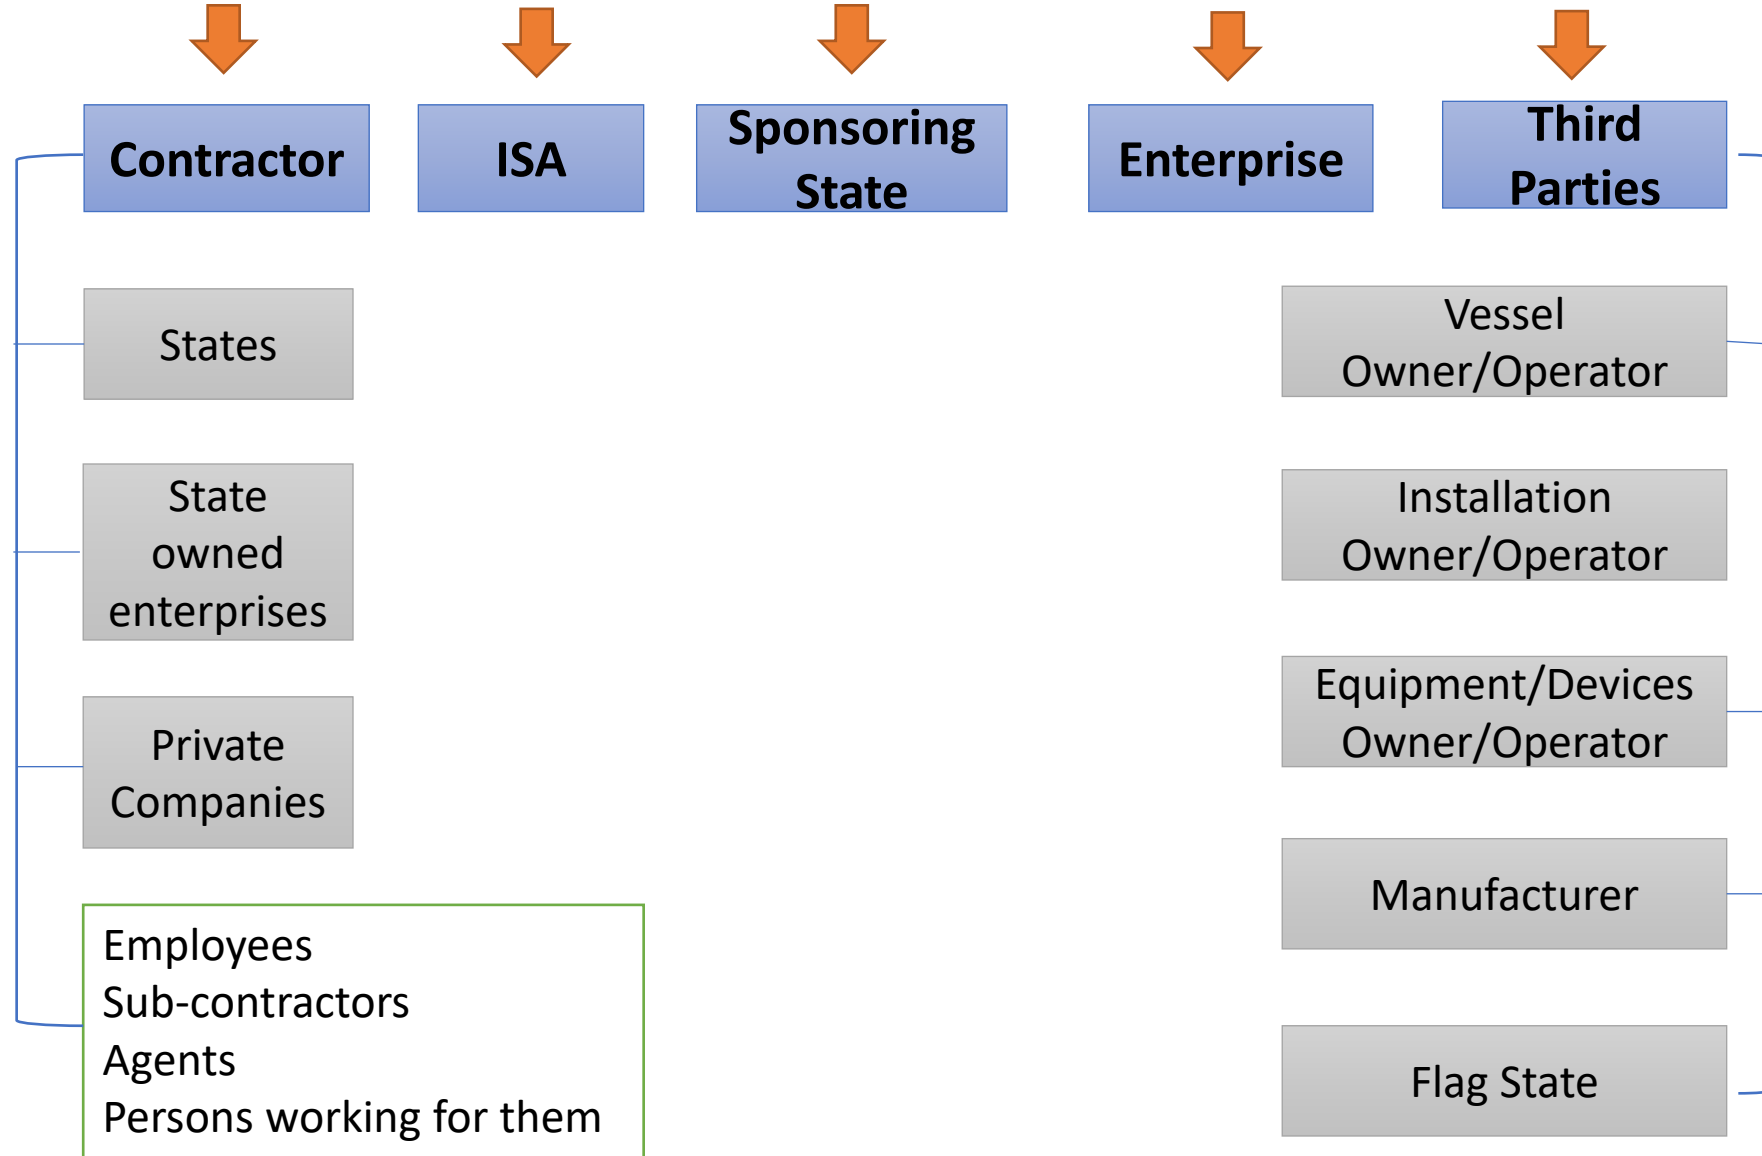 Contractor
ISA
Sponsoring
State
Enterprise
Third
Parties
States
State
owned
enterprises
Private
Companies
Employees
Sub-contractors
Agents
Persons working for them
Vessel
Owner/Operator
Installation
Owner/Operator
Equipment/Devices
Owner/Operator
Manufacturer
Flag State